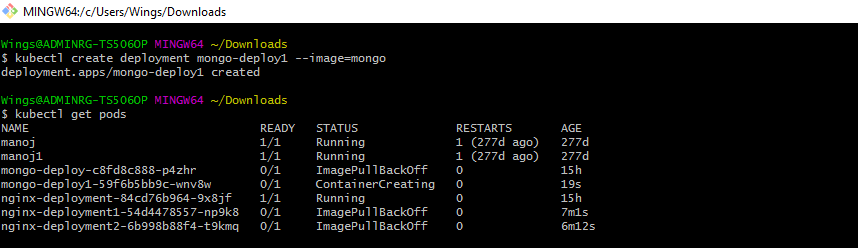 MINGW64:/c/Users/Wings/Downloads
Wings@ADMINRG-TS506OP MINGW64 ~/Downloads
$ kubectl create deployment mongo-deploy1 --image=mongo
deployment.apps/mongo-deploy1 created
Wings@ADMINRG-TS506OP MINGW64 ~/Downloads
$ kubectl get pods
NAME READY STATUS RESTARTS AGE
manoj 1/1 Running 1 (277d ago) 277d
manoj1 1/1 Running 1 (277d ago) 277d
mongo-deploy-c8fd8c888-p4zhr 0/1 ImagePullBackOff 0 15h
mongo-deploy1-59f6b5bb9c-wnv8w 0/1 ContainerCreating 0 19s
nginx-deployment-84cd76b964-9x8jf 1/1 Running 0 15h
nginx-deployment1-54d4478557-np9k8 0/1 ImagePullBackOff 0 7m1s
nginx-deployment2-6b998b88f4-t9kmq 0/1 ImagePullBackOff 0 6m12s